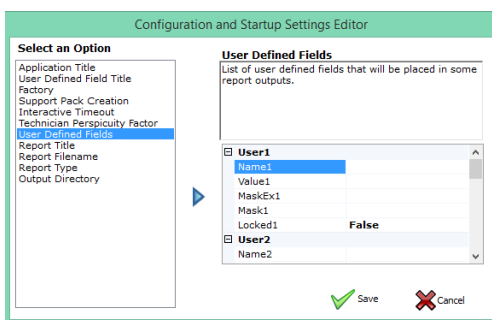 Configuration and Startup Settings Editor
Select an Option
Application Title
User Defined Field Title
Factory
Support Pack Creation
Interactive Timeout
Technician Perspicuity Factor
User Defined Fields
Report Title
Report Filename
Report Type
Output Directory
User Defined Fields
List of user defined fields that will be placed in some
report outputs.
User1
Name1
Value1
MaskEx1
Mask1
Locked1 False
User2
Name2
Save Cancel